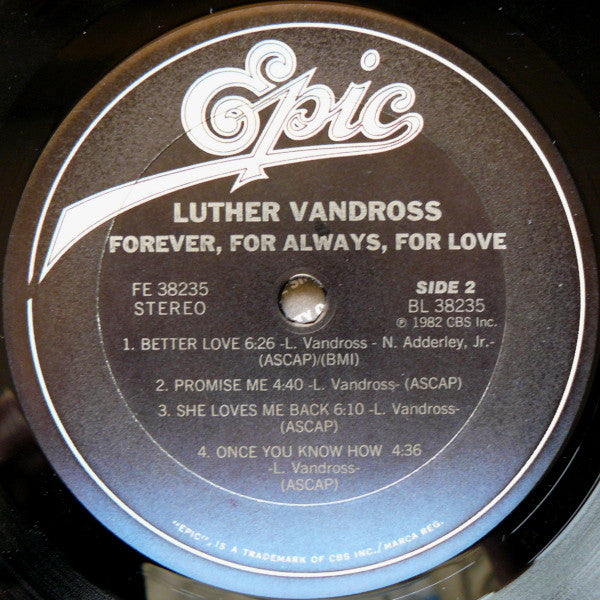 Epic
LUTHER VANDROSS
FOREVER, FOR ALWAYS, FOR LOVE
FE 38235
STEREO
SIDE 2
BL 38235
℗ 1982 CBS Inc.
1. BETTER LOVE 6:26 -L. Vandross - N. Adderley, Jr.-
(ASCAP)/(BMI)
2. PROMISE ME 4:40 -L. Vandross- (ASCAP)
3. SHE LOVES ME BACK 6:10 -L. Vandross-
(ASCAP)
4. ONCE YOU KNOW HOW 4:36
-L. Vandross-
(ASCAP)
"EPIC", IS A TRADEMARK OF CBS INC./MARCA REG.